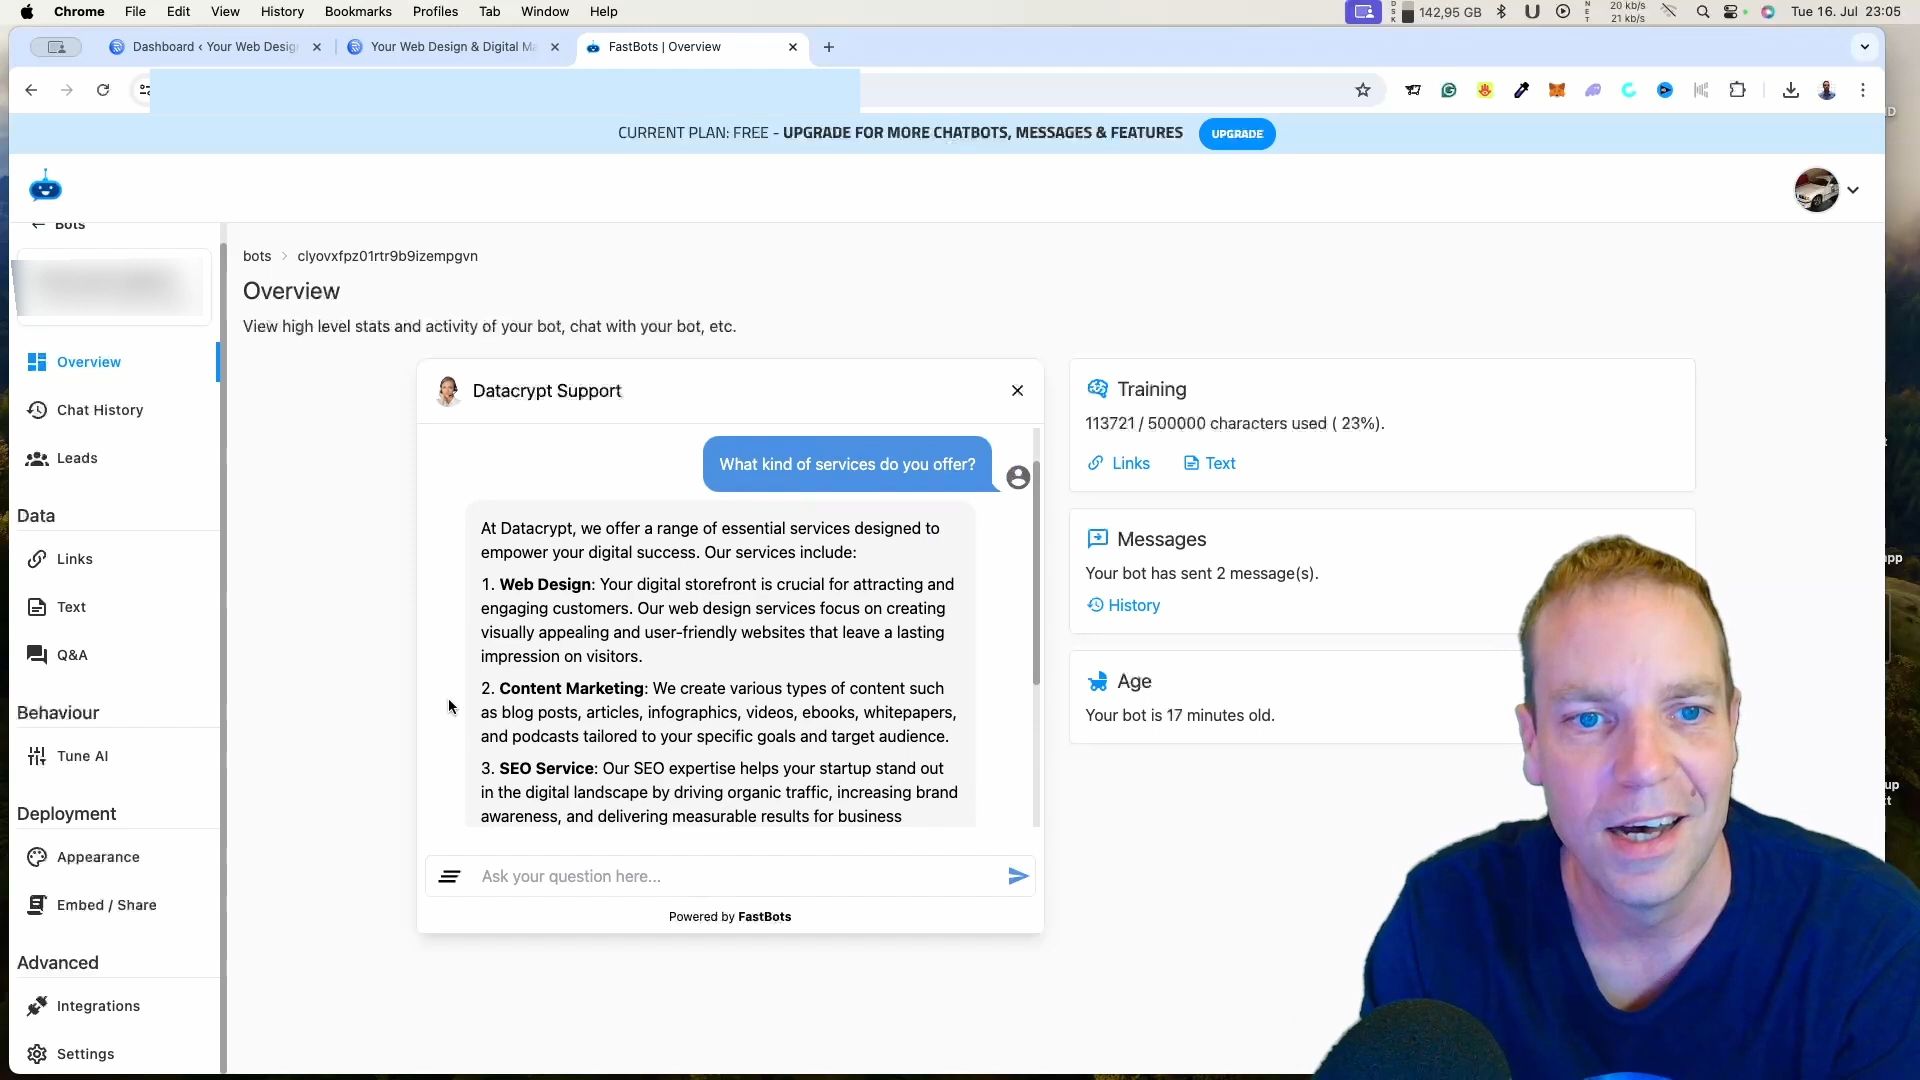 Chrome File Edit View History Bookmarks Profiles Tab Window Help
DSK 142,95 GB NET 20 kb/s 21 kb/s Tue 16. Jul 23:05
Dashboard ‹ Your Web Desig
Your Web Design & Digital Ma
FastBots | Overview
CURRENT PLAN: FREE - UPGRADE FOR MORE CHATBOTS, MESSAGES & FEATURES UPGRADE
← Bots
Overview
Chat History
Leads
Data
Links
Text
Q&A
Behaviour
Tune AI
Deployment
Appearance
Embed / Share
Advanced
Integrations
Settings
bots > clyovxfpz01rtr9b9izempgvn
Overview
View high level stats and activity of your bot, chat with your bot, etc.
Datacrypt Support
What kind of services do you offer?
At Datacrypt, we offer a range of essential services designed to
empower your digital success. Our services include:
1. Web Design: Your digital storefront is crucial for attracting and
engaging customers. Our web design services focus on creating
visually appealing and user-friendly websites that leave a lasting
impression on visitors.
2. Content Marketing: We create various types of content such
as blog posts, articles, infographics, videos, ebooks, whitepapers,
and podcasts tailored to your specific goals and target audience.
3. SEO Service: Our SEO expertise helps your startup stand out
in the digital landscape by driving organic traffic, increasing brand
awareness, and delivering measurable results for business
Ask your question here...
Powered by FastBots
Training
113721 / 500000 characters used ( 23%).
Links Text
Messages
Your bot has sent 2 message(s).
History
Age
Your bot is 17 minutes old.